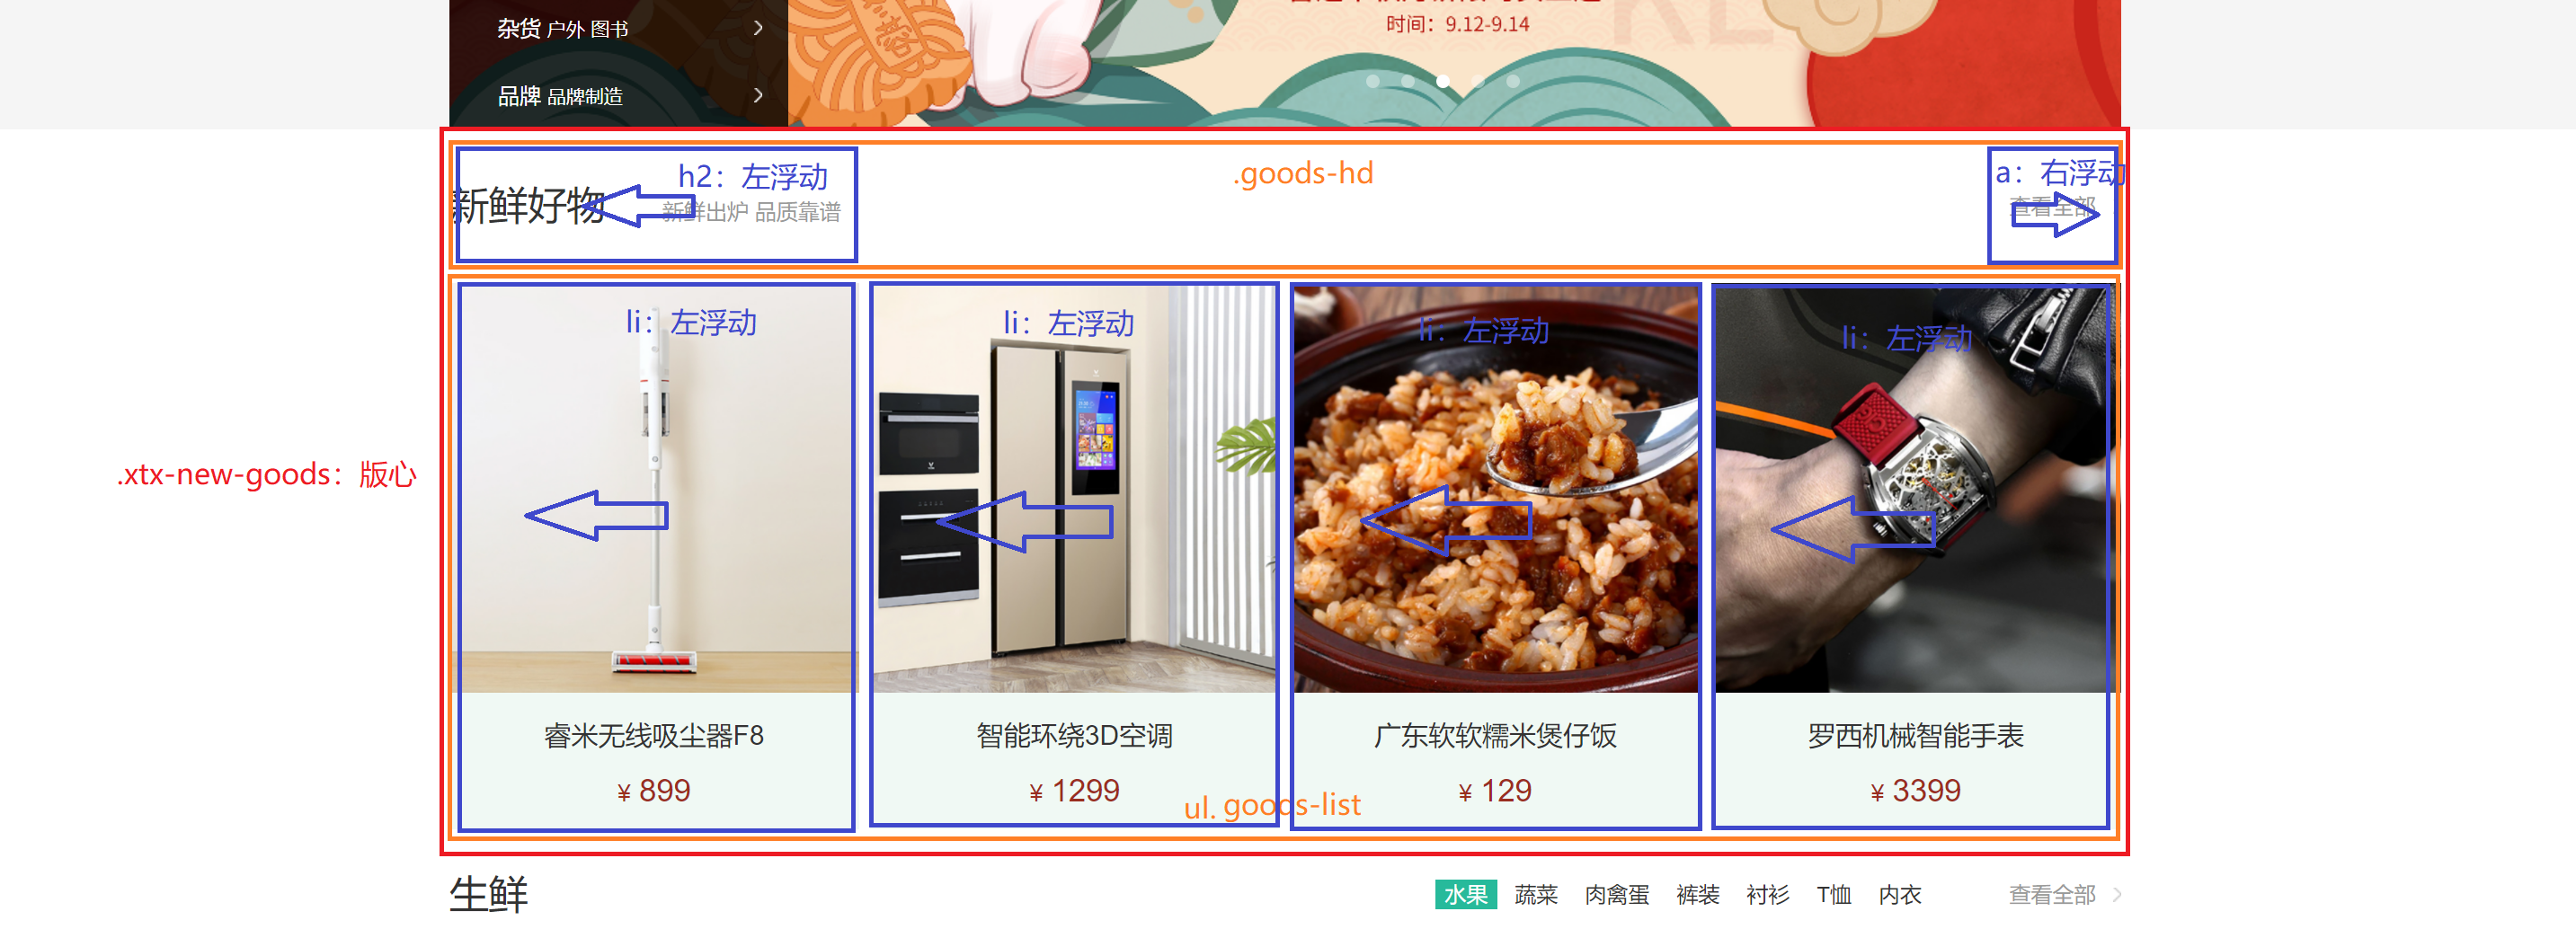 杂货 户外 图书
品牌 品牌制造
时间：9.12-9.14
h2：左浮动
.goods-hd
a：右浮动
新鲜好物
新鲜出炉 品质靠谱
查看全部
li：左浮动
li：左浮动
li：左浮动
li：左浮动
.xtx-new-goods：版心
睿米无线吸尘器F8
智能环绕3D空调
广东软软糯米煲仔饭
罗西机械智能手表
¥ 899
¥ 1299
¥ 129
¥ 3399
ul. goods-list
生鲜
水果 蔬菜 肉禽蛋 裤装 衬衫 T恤 内衣
查看全部